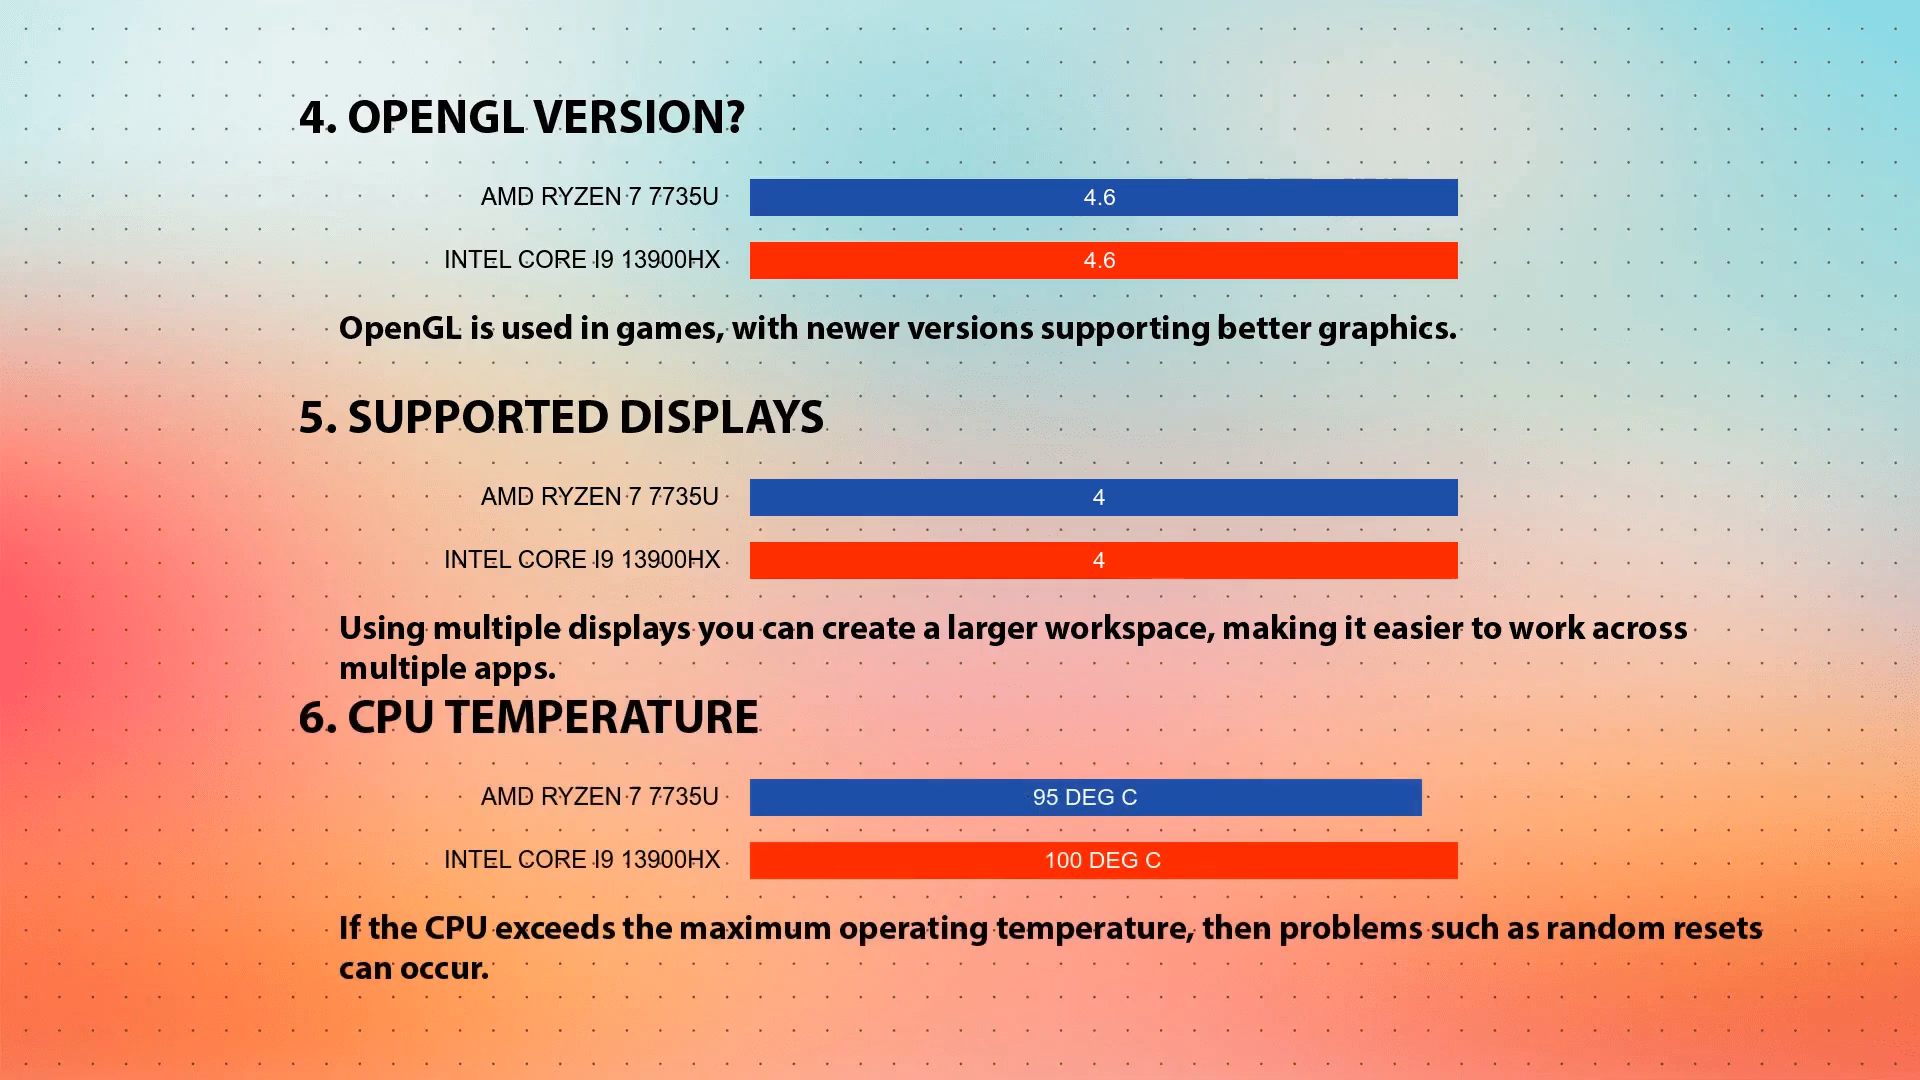 4. OPENGL VERSION?
AMD RYZEN 7 7735U
4.6
INTEL CORE I9 13900HX
4.6
OpenGL is used in games, with newer versions supporting better graphics.
5. SUPPORTED DISPLAYS
AMD RYZEN 7 7735U
4
INTEL CORE I9 13900HX
4
Using multiple displays you can create a larger workspace, making it easier to work across
multiple apps.
6. CPU TEMPERATURE
AMD RYZEN 7 7735U
95 DEG C
INTEL CORE I9 13900HX
100 DEG C
If the CPU exceeds the maximum operating temperature, then problems such as random resets
can occur.